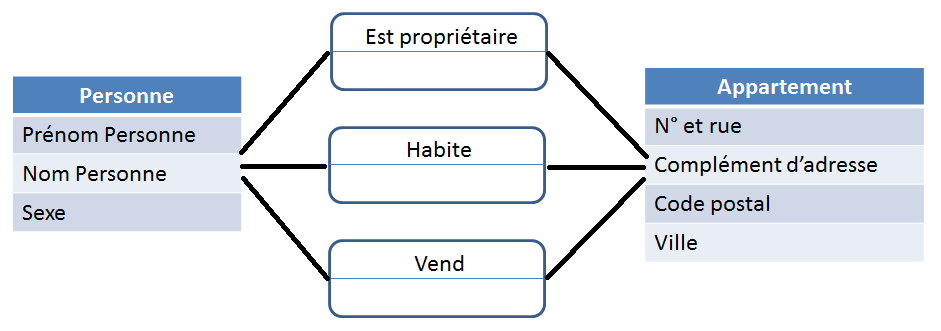 Personne
Prénom Personne
Nom Personne
Sexe
Est propriétaire
Habite
Vend
Appartement
N° et rue
Complément d’adresse
Code postal
Ville